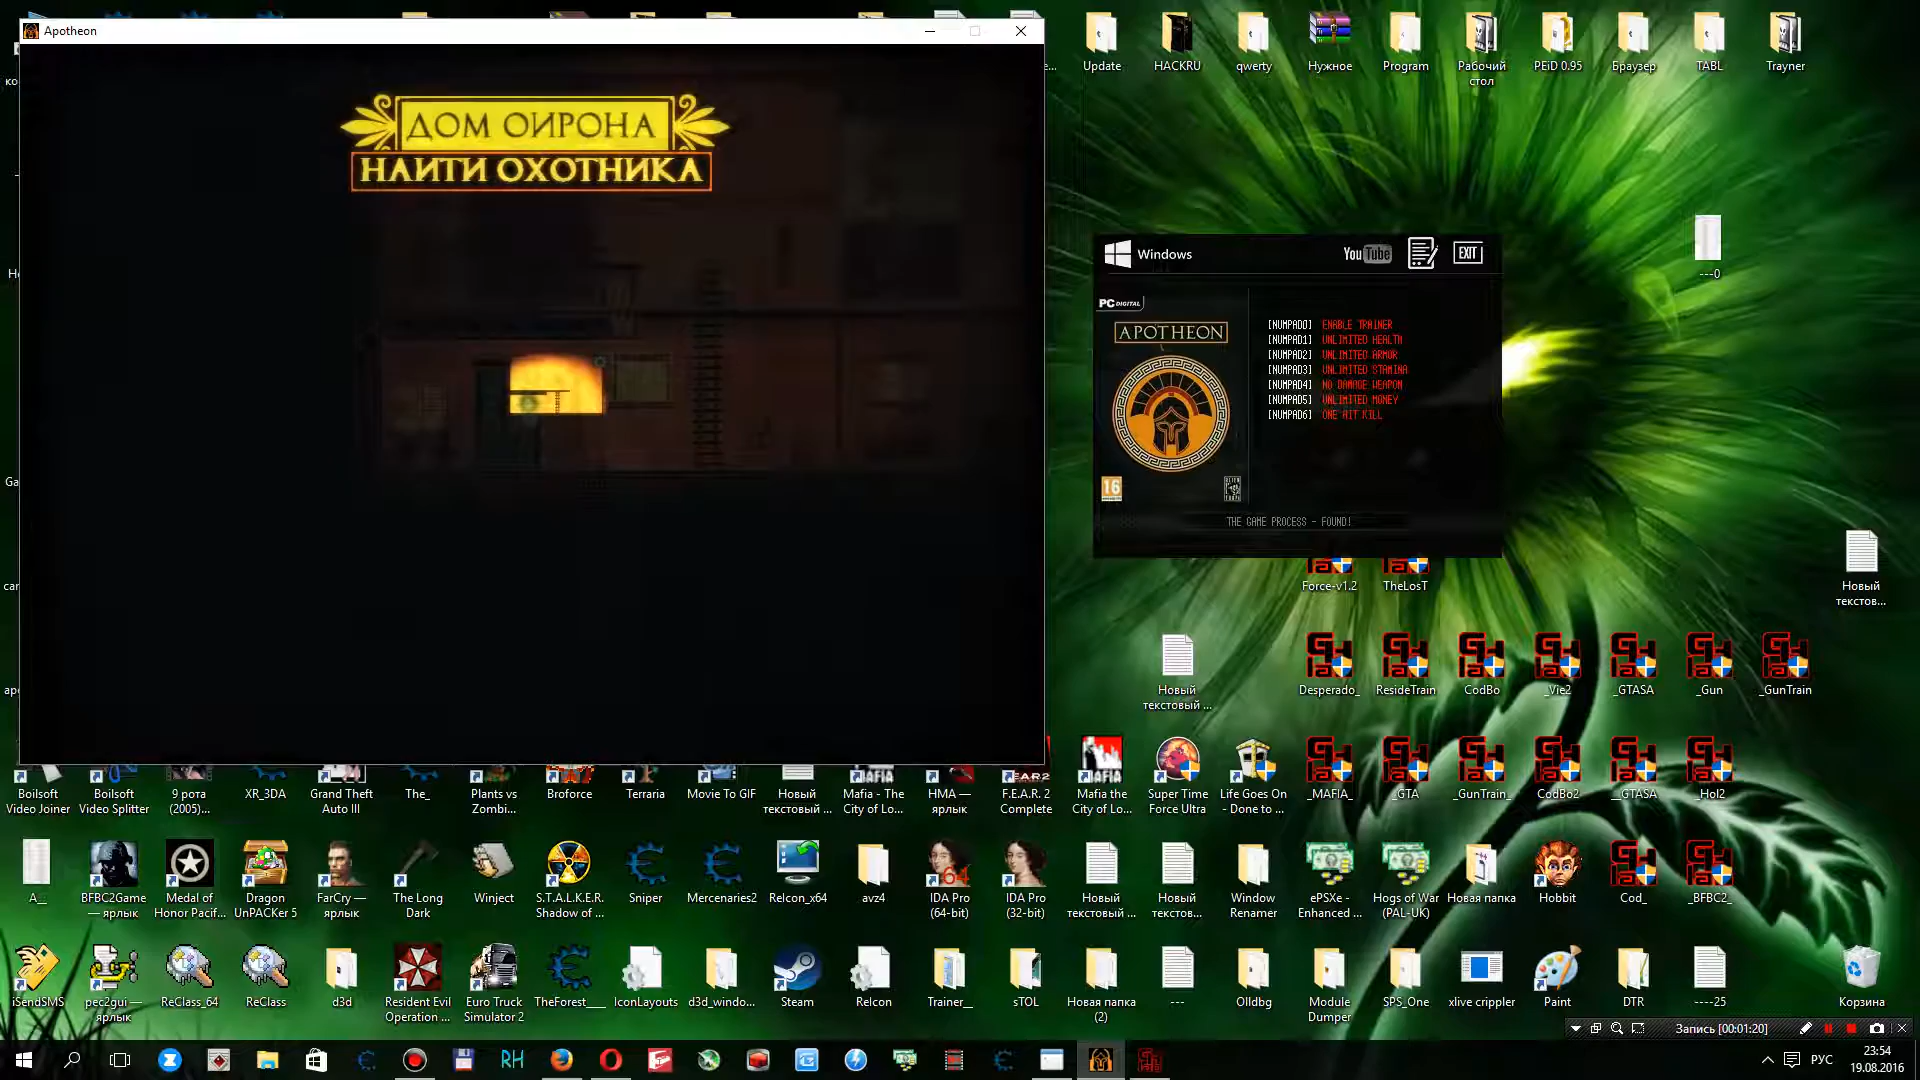 Apotheon
ДОМ ОИРОНА
НАИТИ ОХОТНИКА
Update
HACKRU
qwerty
Нужное
Program
Рабочий
стол
PEiD 0.95
Браузер
TABL
Trayner
Windows
YouTube
EXIT
PC DIGITAL
APOTHEON
16
[NUMPAD0] ENABLE TRAINER
[NUMPAD1] UNLIMITED HEALTH
[NUMPAD2] UNLIMITED ARMOR
[NUMPAD3] UNLIMITED STAMINA
[NUMPAD4] NO DAMAGE WEAPON
[NUMPAD5] UNLIMITED MONEY
[NUMPAD6] ONE HIT KILL
THE GAME PROCESS - FOUND!
---0
Force-v1.2
TheLosT
Новый
текстов...
Новый
текстовый ...
Desperado_
ResideTrain
CodBo
_Vie2
_GTASA
_Gun
_GunTrain
Boilsoft
Video Joiner
Boilsoft
Video Splitter
9 рота
(2005)...
XR_3DA
Grand Theft
Auto III
The_
Plants vs
Zombi...
Broforce
Terraria
Movie To GIF
Новый
текстовый ...
Mafia - The
City of Lo...
HMA —
ярлык
F.E.A.R. 2
Complete
Mafia the
City of Lo...
Super Time
Force Ultra
Life Goes On
- Done to ...
_MAFIA_
_GTA
_GunTrain_
CodBo2
__GTASA
_Hol2
A__
BFBC2Game
— ярлык
Medal of
Honor Pacif...
Dragon
UnPACKer 5
FarCry —
ярлык
The Long
Dark
Winject
S.T.A.L.K.E.R.
Shadow of ...
Sniper
Mercenaries2
ReIcon_x64
avz4
IDA Pro
(64-bit)
IDA Pro
(32-bit)
Новый
текстовый ...
Новый
текстов...
Window
Renamer
ePSXe -
Enhanced ...
Hogs of War
(PAL-UK)
Новая папка
Hobbit
Cod_
_BFBC2_
iSendSMS
pec2gui —
ярлык
ReClass_64
ReClass
d3d
Resident Evil
Operation ...
Euro Truck
Simulator 2
TheForest___
IconLayouts
d3d_windo...
Steam
ReIcon
Trainer__
sTOL
Новая папка
(2)
---
Olldbg
Module
Dumper
SPS_One
xlive crippler
Paint
DTR
----25
Корзина
Запись [00:01:20]
RH
РУС
23:54
19.08.2016